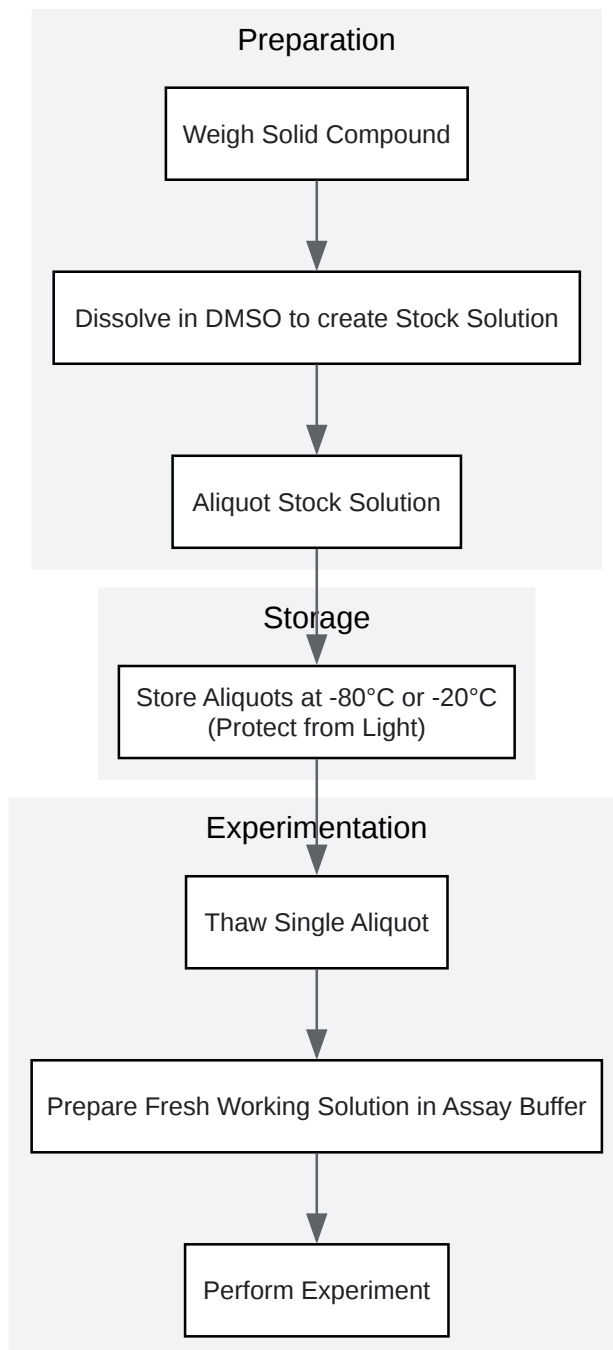 Preparation
Weigh Solid Compound
Dissolve in DMSO to create Stock Solution
Aliquot Stock Solution
Storage
Store Aliquots at -80°C or -20°C
(Protect from Light)
Experimentation
Thaw Single Aliquot
Prepare Fresh Working Solution in Assay Buffer
Perform Experiment